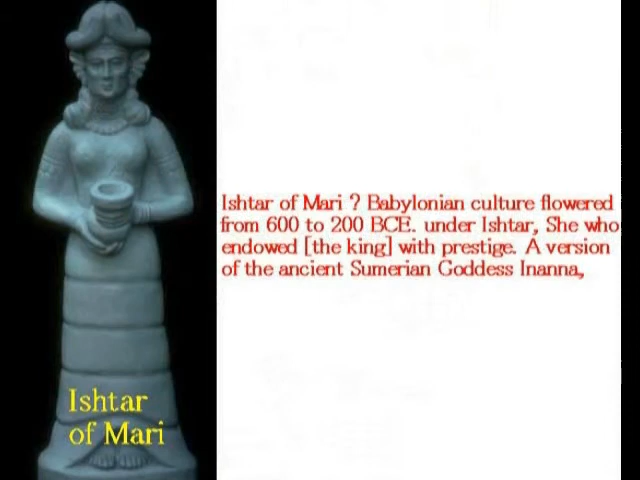 Ishtar of Mari ? Babylonian culture flowered
from 600 to 200 BCE. under Ishtar, She who
endowed [the king] with prestige. A version
of the ancient Sumerian Goddess Inanna,
Ishtar
of Mari